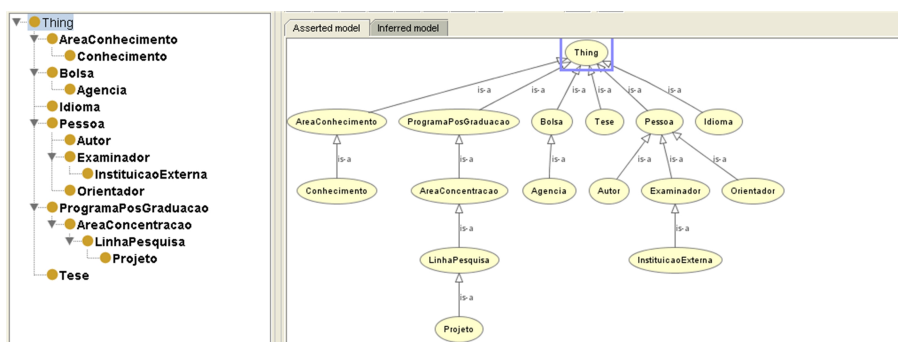 Thing
AreaConhecimento
Conhecimento
Bolsa
Agencia
Idioma
Pessoa
Autor
Examinador
InstituicaoExterna
Orientador
ProgramaPosGraduacao
AreaConcentracao
LinhaPesquisa
Projeto
Tese
Asserted model Inferred model
Thing
is-a is-a is-a is-a is-a is-a
AreaConhecimento ProgramaPosGraduacao Bolsa Tese Pessoa Idioma
is-a is-a is-a is-a is-a is-a
Conhecimento AreaConcentracao Agencia Autor Examinador Orientador
is-a is-a
LinhaPesquisa InstituicaoExterna
is-a
Projeto